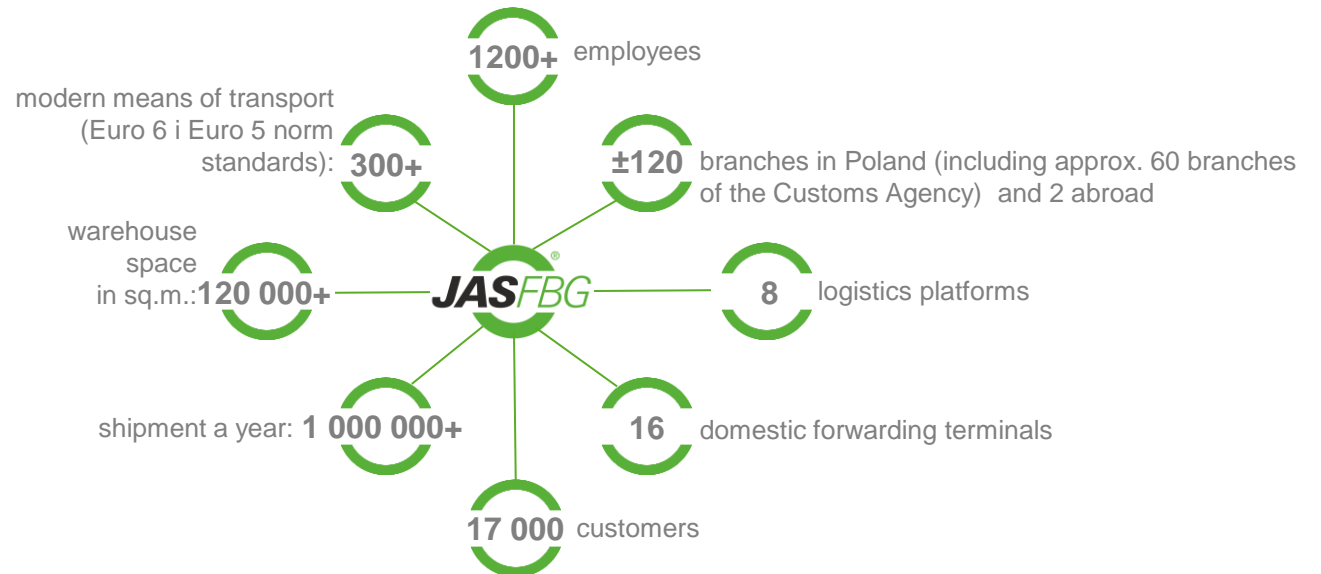 1200+ employees
modern means of transport
(Euro 6 i Euro 5 norm
standards): 300+
±120 branches in Poland (including approx. 60 branches
of the Customs Agency) and 2 abroad
warehouse
space
in sq.m.: 120 000+
JASFBG®
8 logistics platforms
shipment a year: 1 000 000+
16 domestic forwarding terminals
17 000 customers